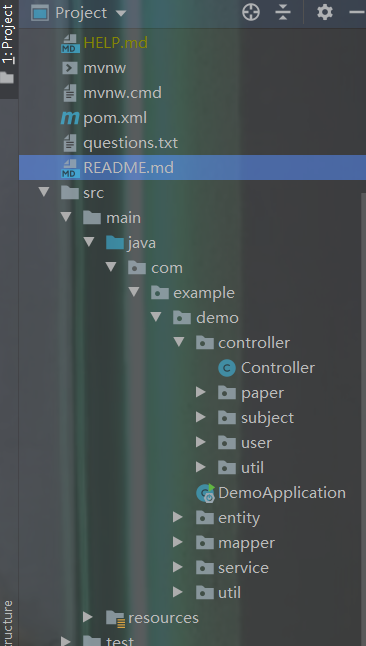 1: Project
Project
HELP.md
mvnw
mvnw.cmd
pom.xml
questions.txt
README.md
src
main
java
com
example
demo
controller
Controller
paper
subject
user
util
DemoApplication
entity
mapper
service
util
resources
test
ructure